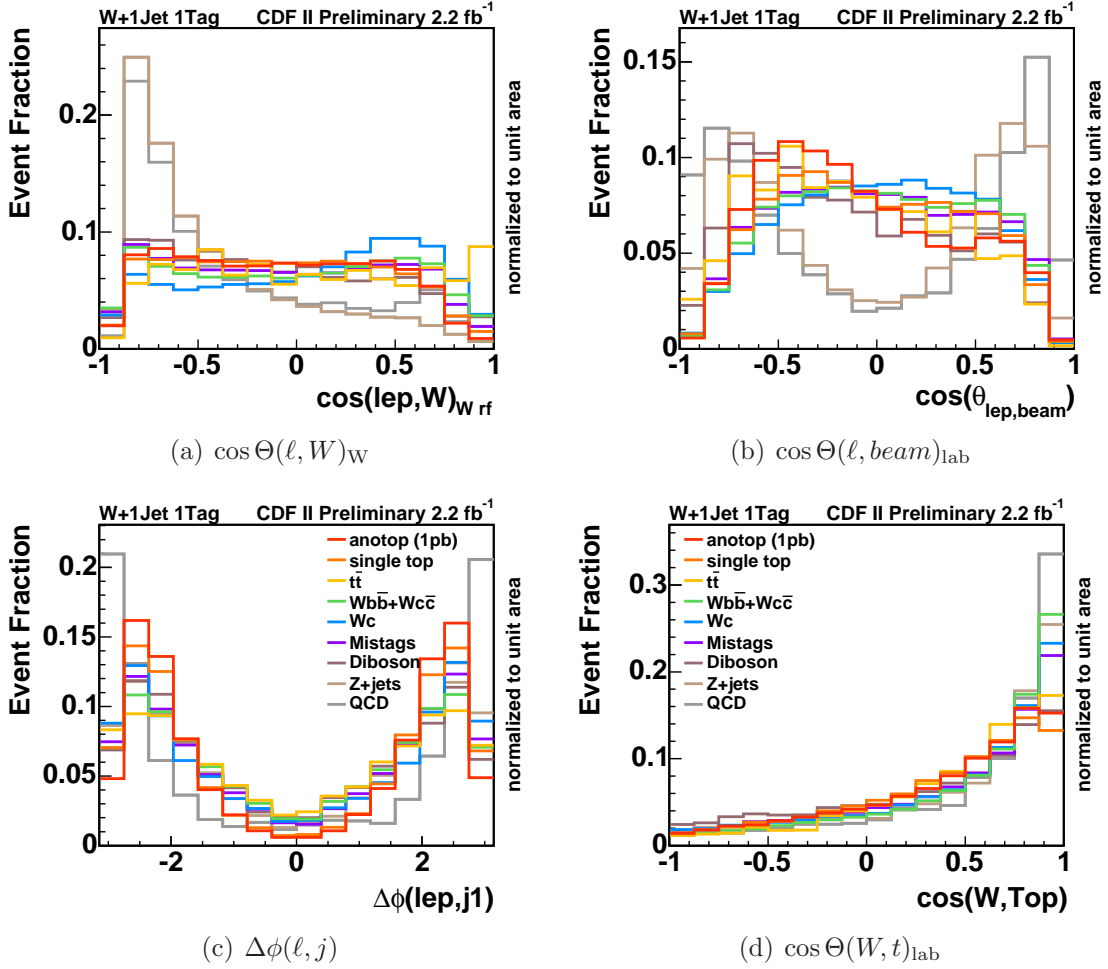 W+1Jet 1Tag CDF II Preliminary 2.2 fb⁻¹
Event Fraction
normalized to unit area
0.2
0.1
0
-1 -0.5 0 0.5 1
cos(lep,W)W rf
(a) cos Θ(ℓ, W)W
W+1Jet 1Tag CDF II Preliminary 2.2 fb⁻¹
Event Fraction
normalized to unit area
0.15
0.1
0.05
0
-1 -0.5 0 0.5 1
cos(θlep,beam)
(b) cos Θ(ℓ, beam)lab
W+1Jet 1Tag CDF II Preliminary 2.2 fb⁻¹
Event Fraction
normalized to unit area
0.2
0.15
0.1
0.05
0
anotop (1pb)
single top
tt̄
Wbb̄+Wcc̄
Wc
Mistags
Diboson
Z+jets
QCD
-2 0 2
Δϕ(lep,j1)
(c) Δϕ(ℓ, j)
W+1Jet 1Tag CDF II Preliminary 2.2 fb⁻¹
Event Fraction
normalized to unit area
0.3
0.2
0.1
0
anotop (1pb)
single top
tt̄
Wbb̄+Wcc̄
Wc
Mistags
Diboson
Z+jets
QCD
-1 -0.5 0 0.5 1
cos(W,Top)
(d) cos Θ(W, t)lab